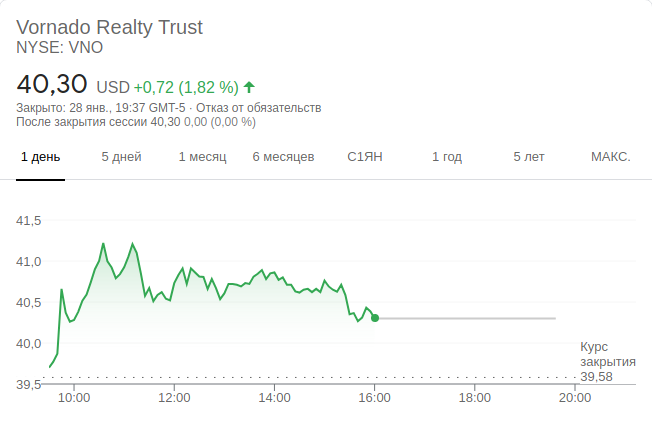 Vornado Realty Trust
NYSE: VNO
40,30 USD +0,72 (1,82 %)
Закрыто: 28 янв., 19:37 GMT-5 · Отказ от обязательств
После закрытия сессии 40,30 0,00 (0,00 %)
1 день 5 дней 1 месяц 6 месяцев С1ЯН 1 год 5 лет МАКС.
41,5
41,0
40,5
40,0
Курс
закрытия
39,58
39,5
10:00 12:00 14:00 16:00 18:00 20:00